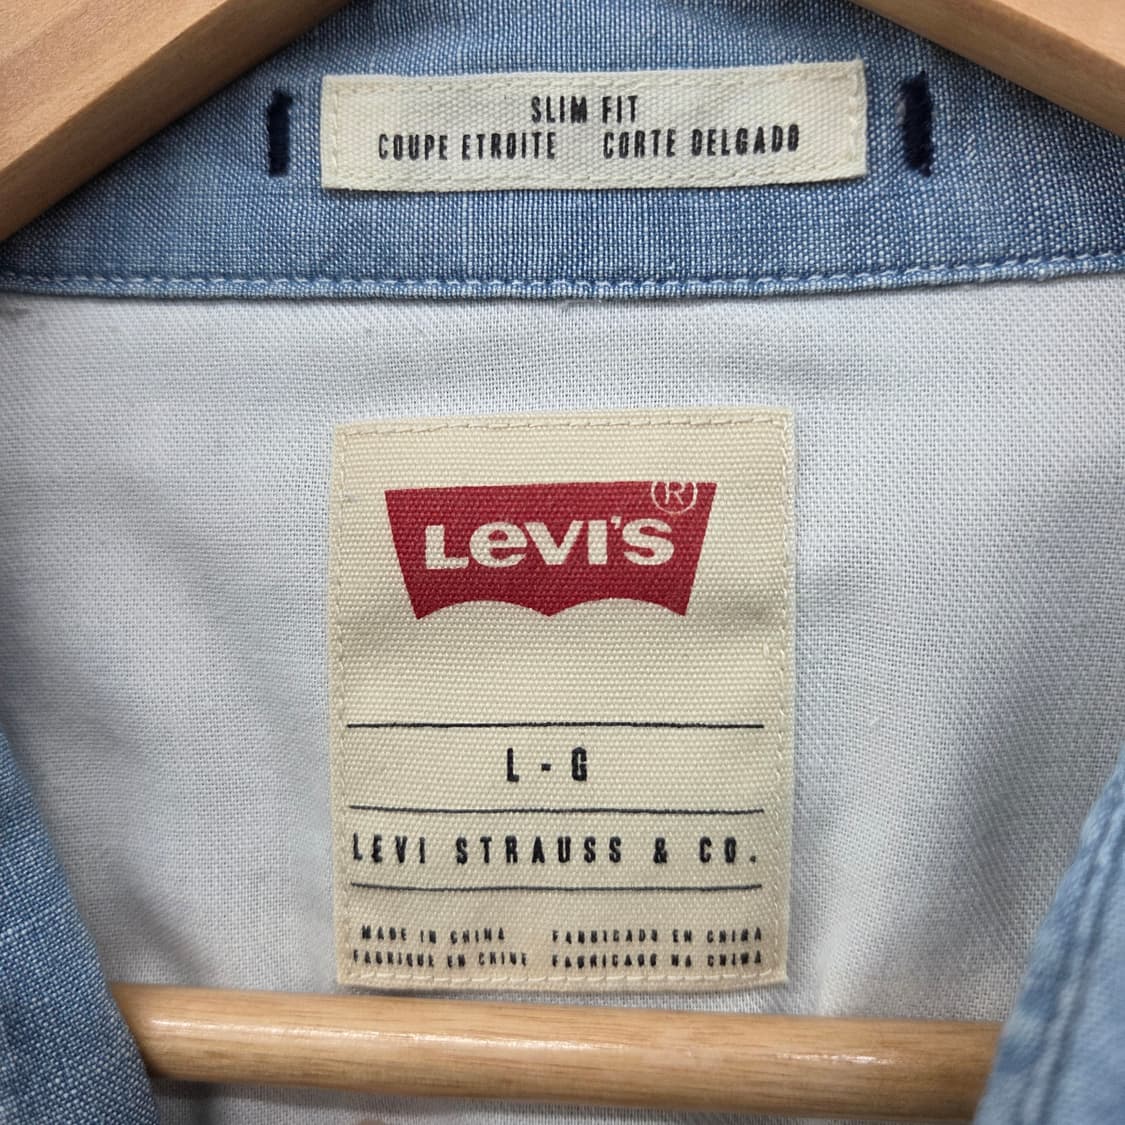 SLIM FIT
COUPE ETROITE CORTE DELGADO
LEVI'S®
L - G
LEVI STRAUSS & CO.
MADE IN CHINA FABRICADO EN CHINA
FABRIQUE EN CHINE FABRICADO NA CHINA